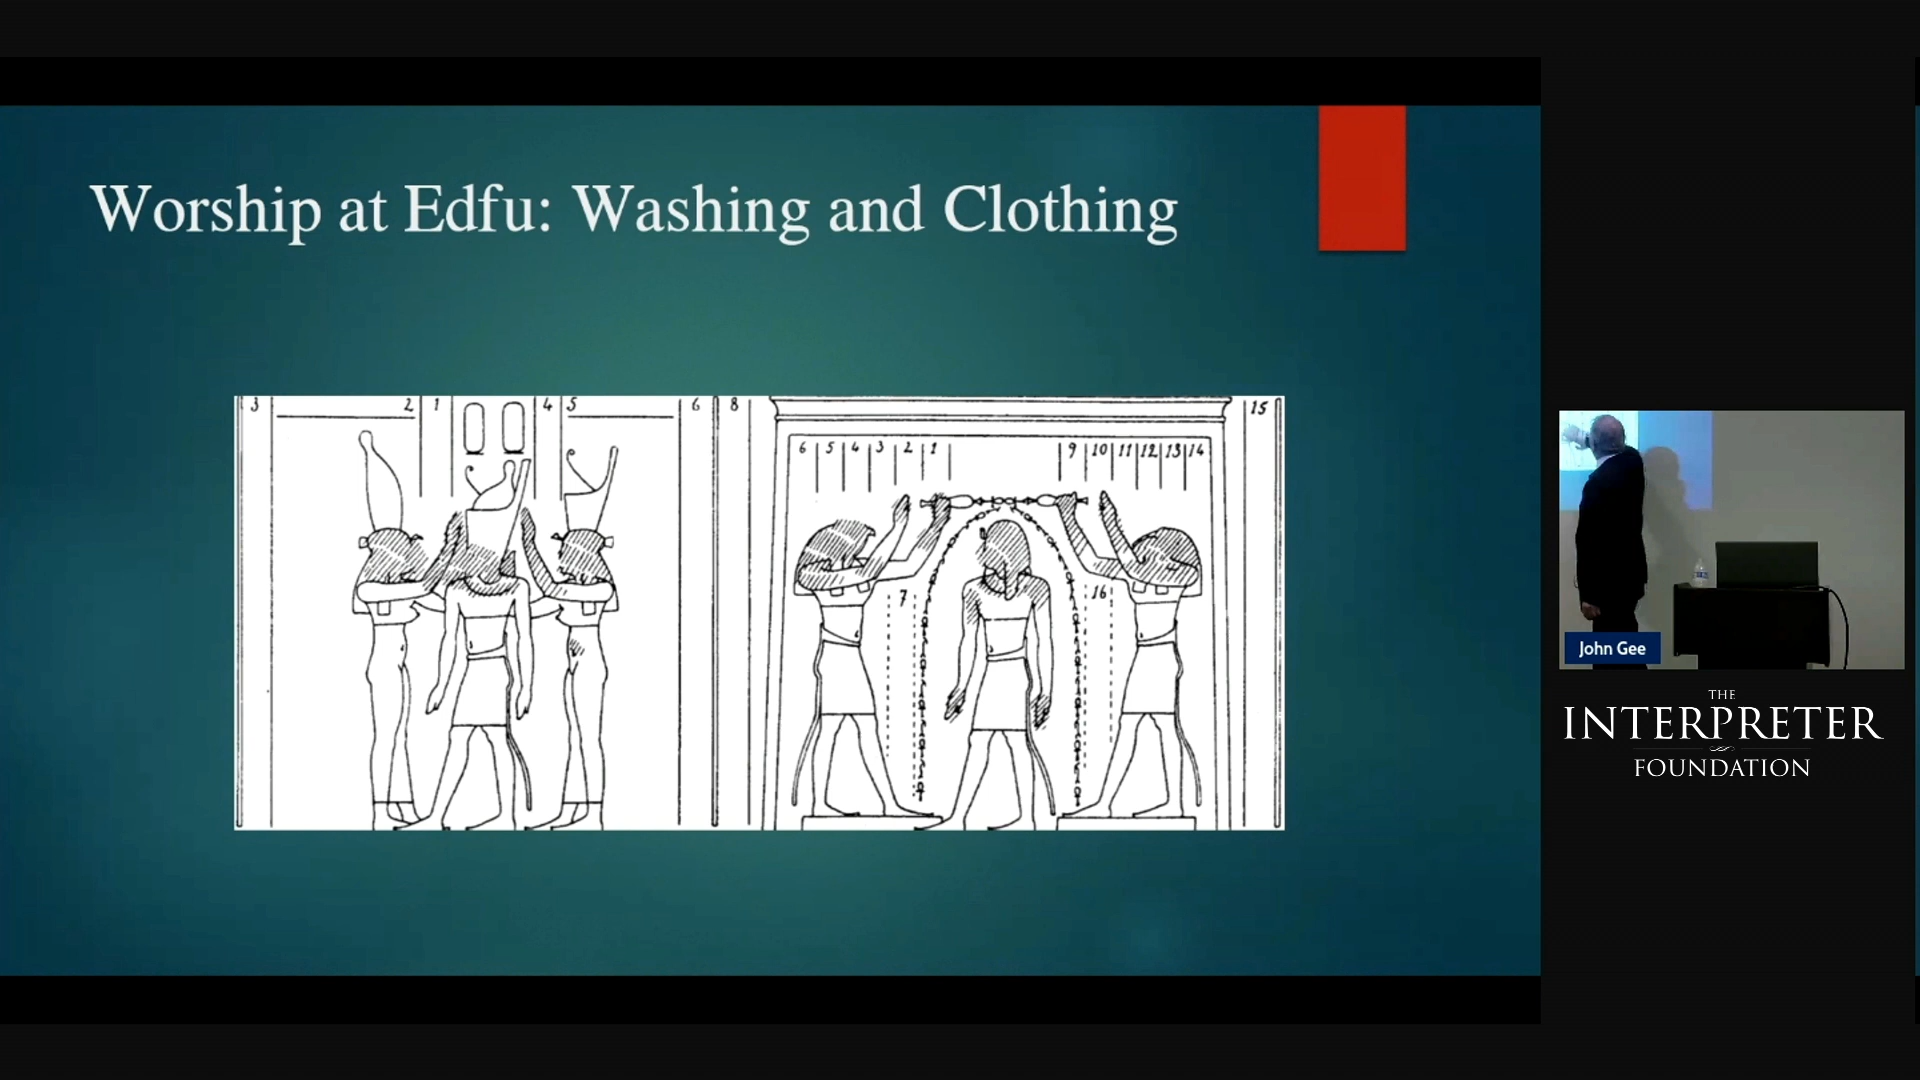 Worship at Edfu: Washing and Clothing
3 2 1 4 5 6 8 15
6 5 4 3 2 1 9 10 11 12 13 14
7 16
John Gee
THE
INTERPRETER
FOUNDATION